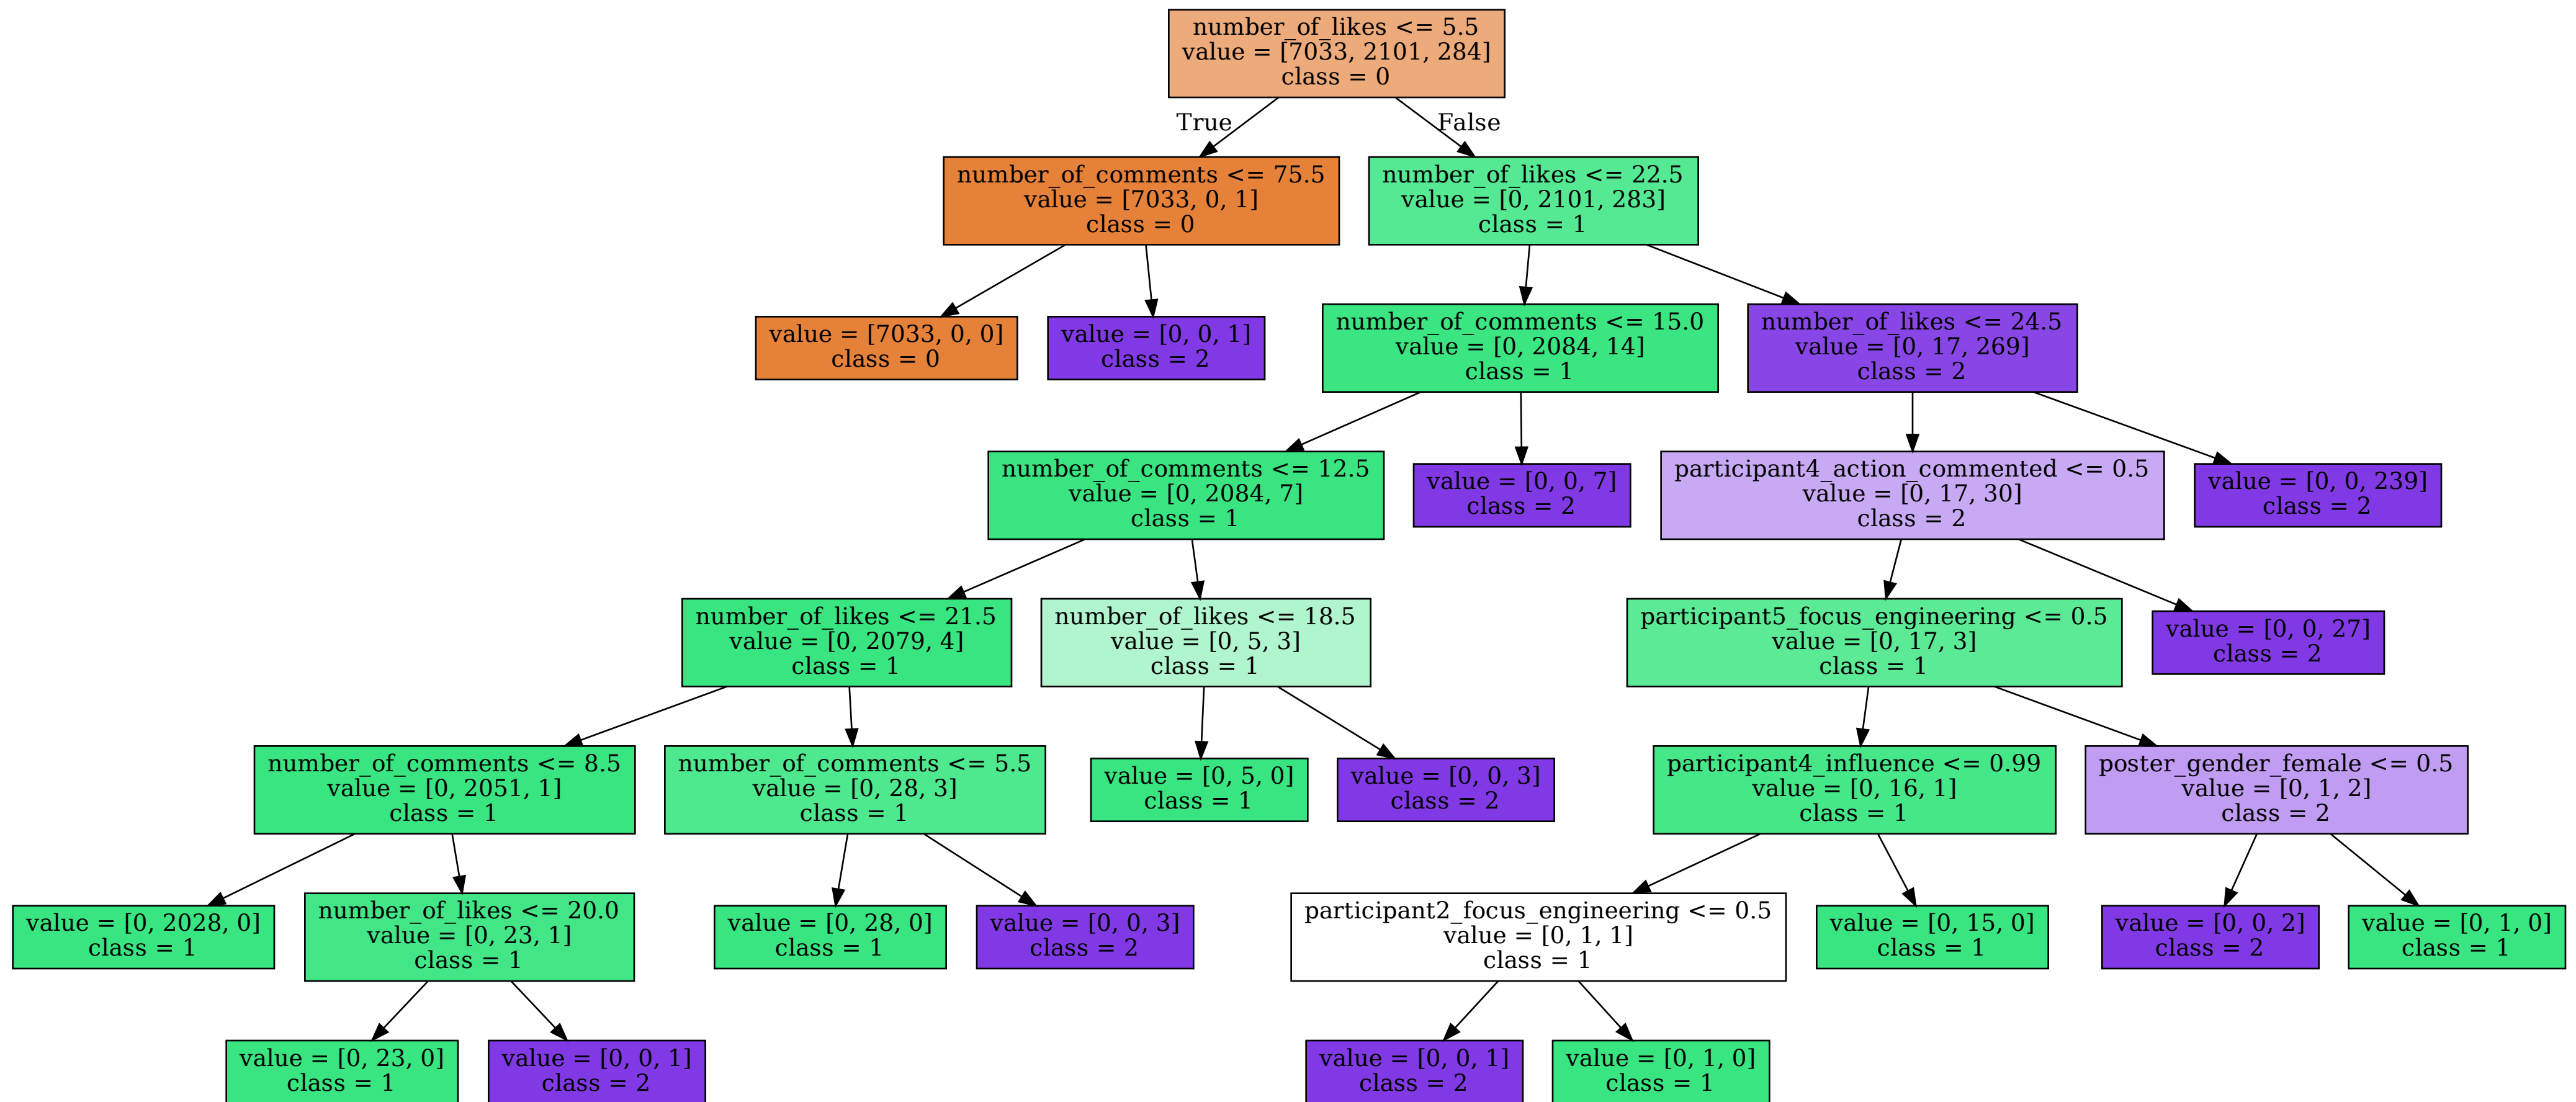 number_of_likes <= 5.5
value = [7033, 2101, 284]
class = 0
True
False
number_of_comments <= 75.5
value = [7033, 0, 1]
class = 0
number_of_likes <= 22.5
value = [0, 2101, 283]
class = 1
value = [7033, 0, 0]
class = 0
value = [0, 0, 1]
class = 2
number_of_comments <= 15.0
value = [0, 2084, 14]
class = 1
number_of_likes <= 24.5
value = [0, 17, 269]
class = 2
number_of_comments <= 12.5
value = [0, 2084, 7]
class = 1
value = [0, 0, 7]
class = 2
participant4_action_commented <= 0.5
value = [0, 17, 30]
class = 2
value = [0, 0, 239]
class = 2
number_of_likes <= 21.5
value = [0, 2079, 4]
class = 1
number_of_likes <= 18.5
value = [0, 5, 3]
class = 1
participant5_focus_engineering <= 0.5
value = [0, 17, 3]
class = 1
value = [0, 0, 27]
class = 2
number_of_comments <= 8.5
value = [0, 2051, 1]
class = 1
number_of_comments <= 5.5
value = [0, 28, 3]
class = 1
value = [0, 5, 0]
class = 1
value = [0, 0, 3]
class = 2
participant4_influence <= 0.99
value = [0, 16, 1]
class = 1
poster_gender_female <= 0.5
value = [0, 1, 2]
class = 2
value = [0, 2028, 0]
class = 1
number_of_likes <= 20.0
value = [0, 23, 1]
class = 1
value = [0, 28, 0]
class = 1
value = [0, 0, 3]
class = 2
participant2_focus_engineering <= 0.5
value = [0, 1, 1]
class = 1
value = [0, 15, 0]
class = 1
value = [0, 0, 2]
class = 2
value = [0, 1, 0]
class = 1
value = [0, 23, 0]
class = 1
value = [0, 0, 1]
class = 2
value = [0, 0, 1]
class = 2
value = [0, 1, 0]
class = 1